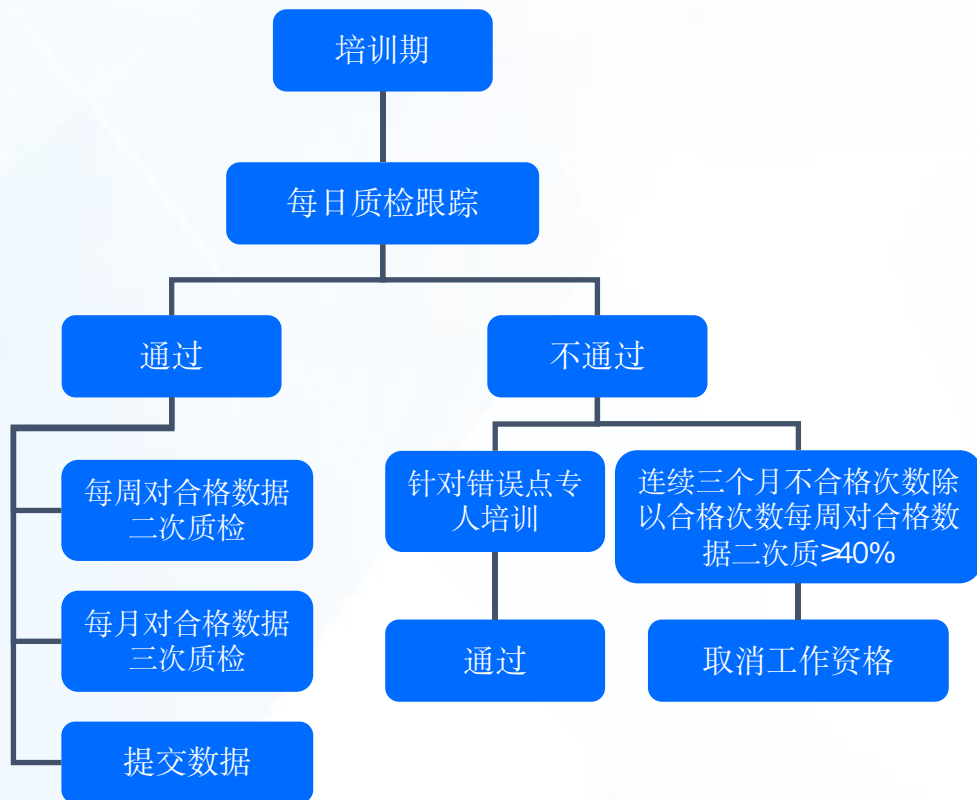 培训期
每日质检跟踪
通过
不通过
每周对合格数据
二次质检
每月对合格数据
三次质检
提交数据
针对错误点专
人培训
通过
连续三个月不合格次数除
以合格次数每周对合格数
据二次质≥40%
取消工作资格